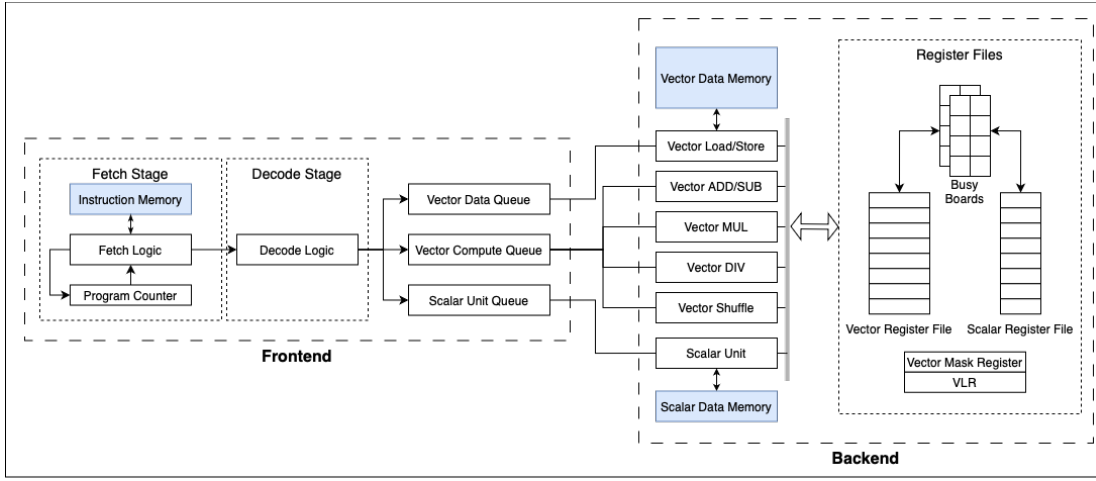 Fetch Stage
Instruction Memory
Fetch Logic
Program Counter
Decode Stage
Decode Logic
Vector Data Queue
Vector Compute Queue
Scalar Unit Queue
Frontend
Vector Data Memory
Vector Load/Store
Vector ADD/SUB
Vector MUL
Vector DIV
Vector Shuffle
Scalar Unit
Scalar Data Memory
Register Files
Busy
Boards
Vector Register File
Scalar Register File
Vector Mask Register
VLR
Backend